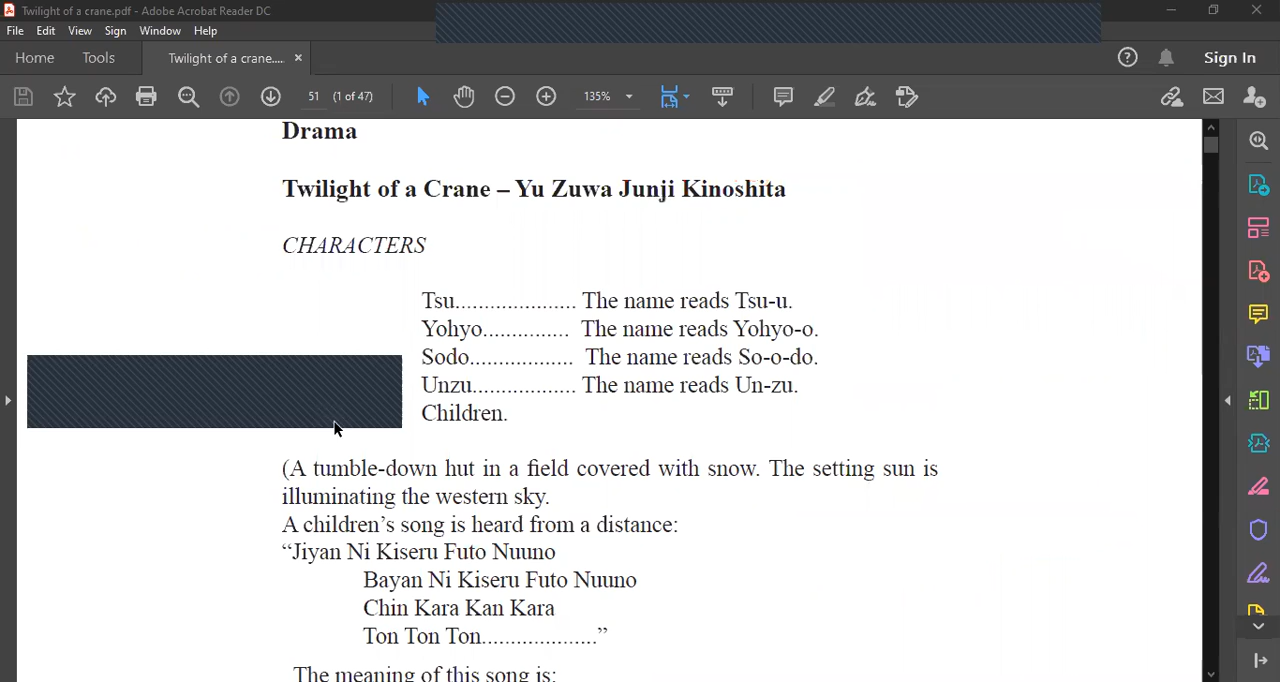 Twilight of a crane.pdf - Adobe Acrobat Reader DC
File Edit View Sign Window Help
Home Tools Twilight of a crane.... × Sign In
51 (1 of 47) 135%
Drama
Twilight of a Crane – Yu Zuwa Junji Kinoshita
CHARACTERS
Tsu..................... The name reads Tsu-u.
Yohyo............... The name reads Yohyo-o.
Sodo.................. The name reads So-o-do.
Unzu.................. The name reads Un-zu.
Children.
(A tumble-down hut in a field covered with snow. The setting sun is
illuminating the western sky.
A children’s song is heard from a distance:
“Jiyan Ni Kiseru Futo Nuuno
Bayan Ni Kiseru Futo Nuuno
Chin Kara Kan Kara
Ton Ton Ton....................”
The meaning of this song is: